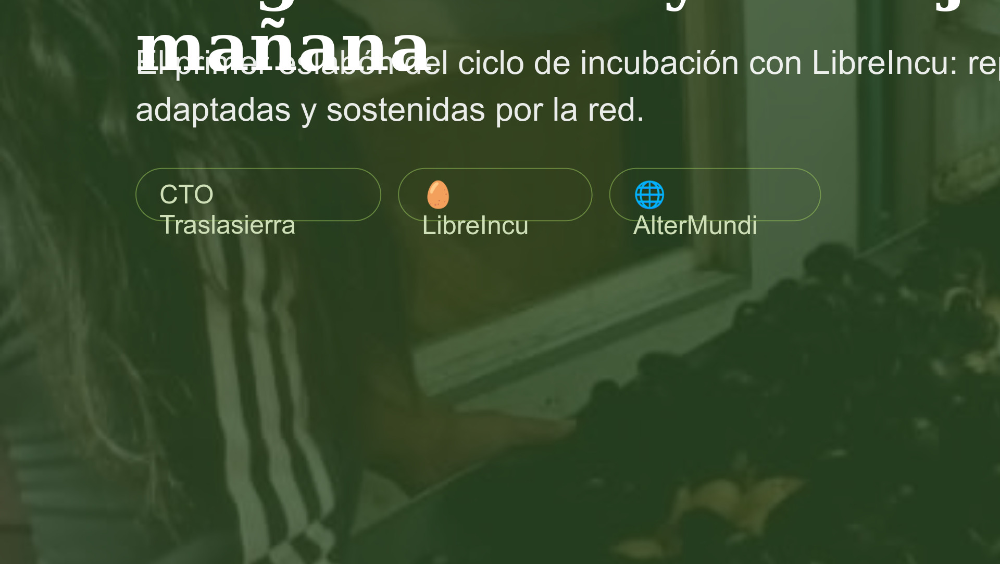 mañana
El primer eslabón del ciclo de incubación con LibreIncu:
adaptadas y sostenidas por la red.
CTO
Traslasierra
LibreIncu
AlterMundi